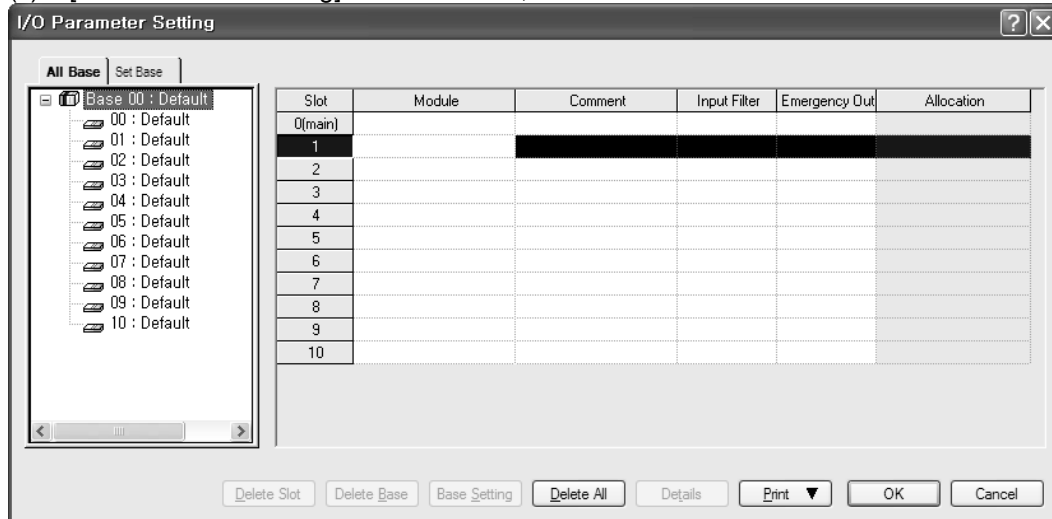 I/O Parameter Setting
All Base Set Base
Base 00 : Default
00 : Default
01 : Default
02 : Default
03 : Default
04 : Default
05 : Default
06 : Default
07 : Default
08 : Default
09 : Default
10 : Default
Slot Module Comment Input Filter Emergency Out Allocation
0(main)
1
2
3
4
5
6
7
8
9
10
Delete Slot Delete Base Base Setting Delete All Details Print ▼ OK Cancel